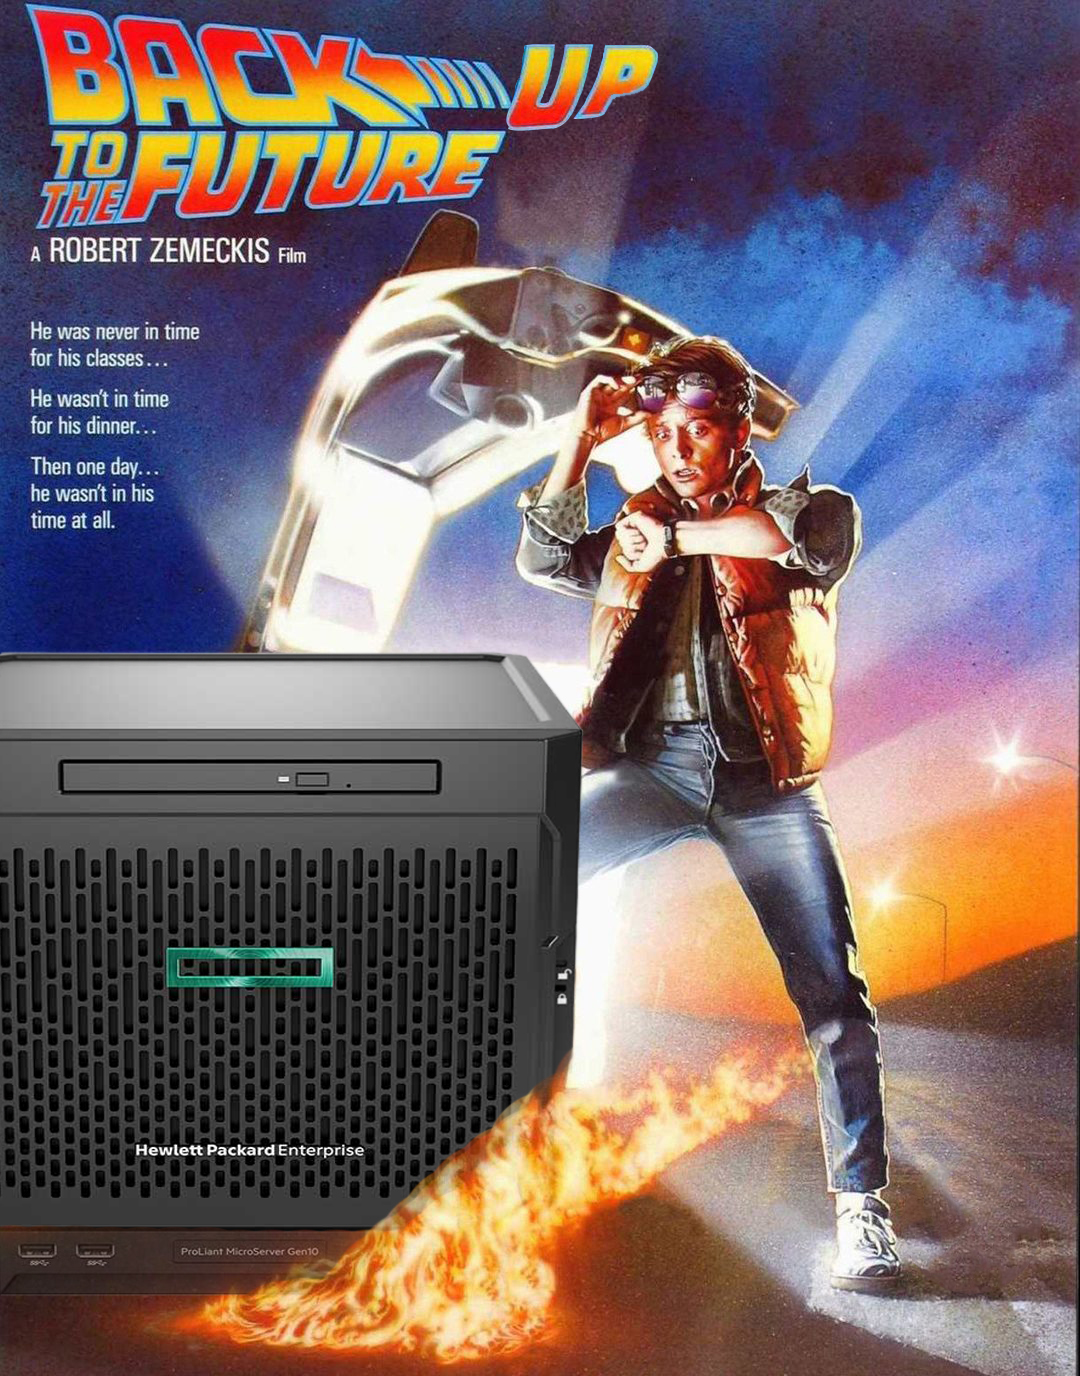 BACK UP
TO THE FUTURE
A ROBERT ZEMECKIS Film
He was never in time
for his classes...
He wasn't in time
for his dinner...
Then one day...
he wasn't in his
time at all.
Hewlett Packard Enterprise
ProLiant MicroServer Gen10